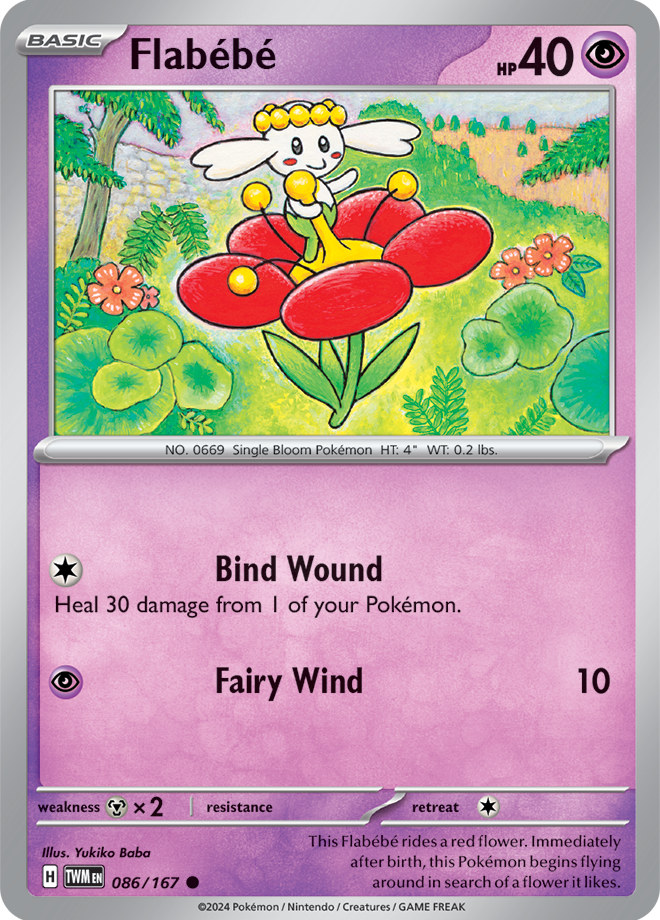 BASIC
Flabébé
HP 40
NO. 0669 Single Bloom Pokémon HT: 4" WT: 0.2 lbs.
Bind Wound
Heal 30 damage from 1 of your Pokémon.
Fairy Wind 10
weakness ×2 resistance retreat
Illus. Yukiko Baba
This Flabébé rides a red flower. Immediately
after birth, this Pokémon begins flying
around in search of a flower it likes.
H TWM EN 086/167
©2024 Pokémon / Nintendo / Creatures / GAME FREAK